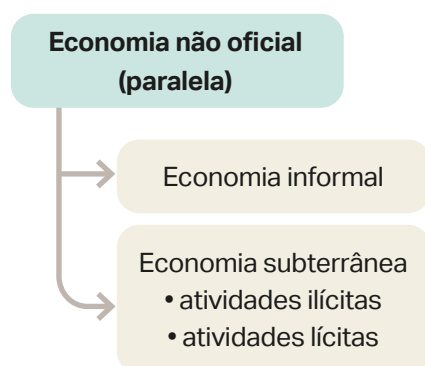 Economia não oficial
(paralela)
Economia informal
Economia subterrânea
• atividades ilícitas
• atividades lícitas